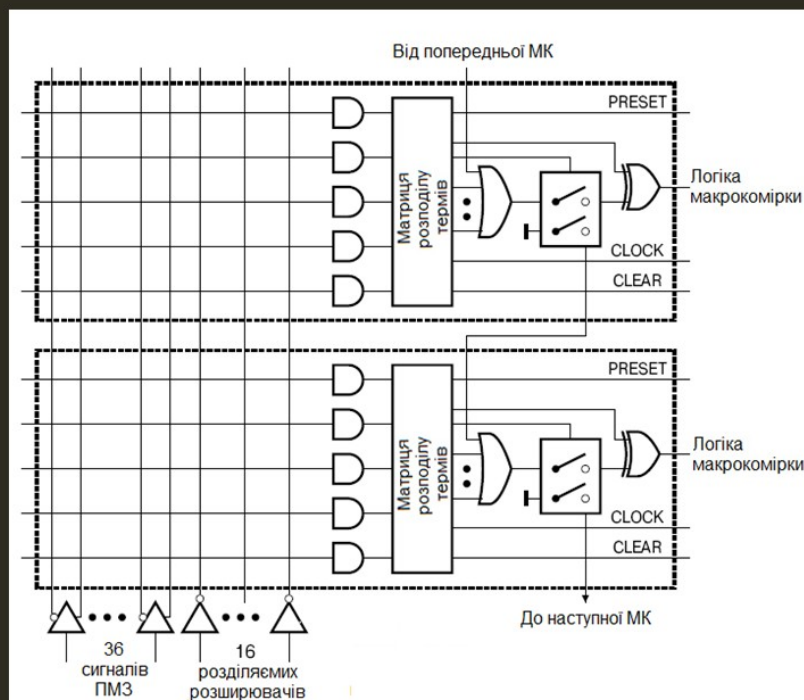 Від попередньої МК
PRESET
Матриця
розподілу
термів
Логіка
макрокомірки
CLOCK
CLEAR
PRESET
Матриця
розподілу
термів
Логіка
макрокомірки
CLOCK
CLEAR
До наступної МК
36
сигналів
ПМЗ
16
розділяємих
розширювачів